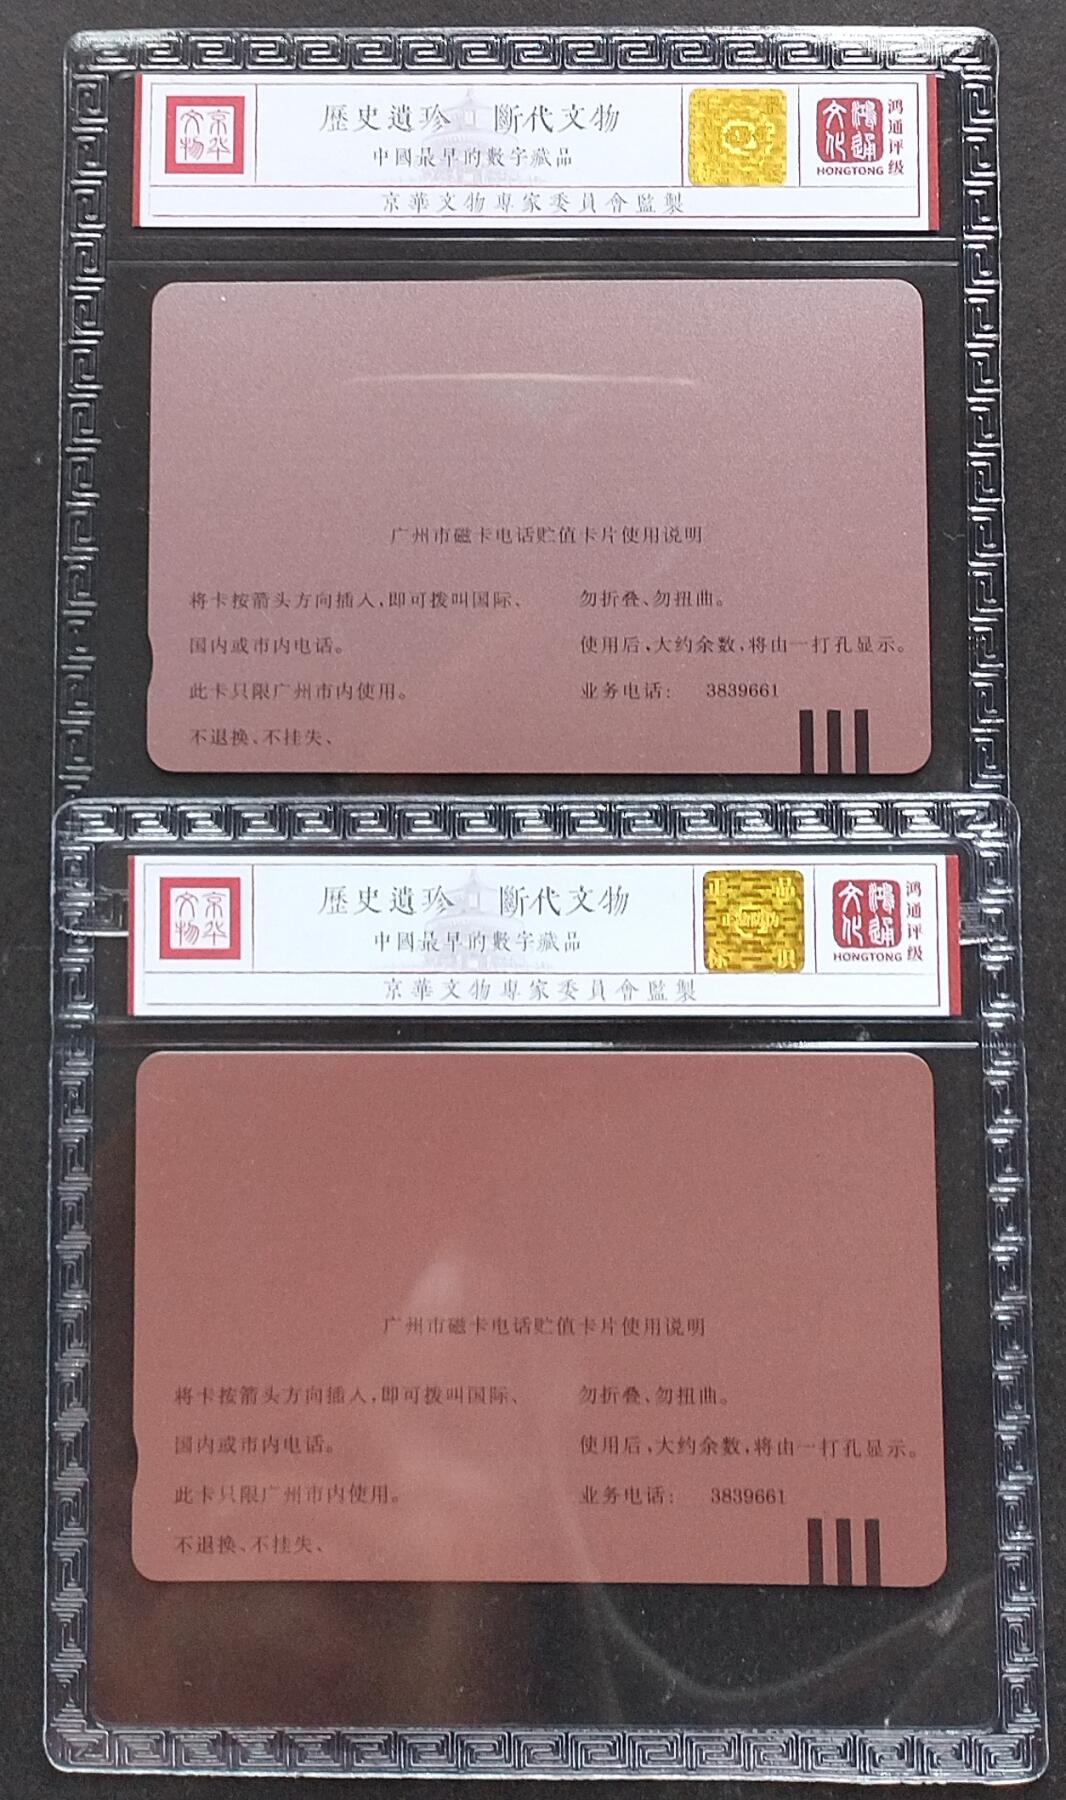 京华文物
歷史遺珍 斷代文物
中國最早的數字藏品
京華文物專家委員會監製
鸿通文化
HONGTONG
鸿通评级
广州市磁卡电话贮值卡片使用说明
将卡按箭头方向插入,即可拨叫国际、
国内或市内电话。
此卡只限广州市内使用。
不退换、不挂失、
勿折叠、勿扭曲。
使用后,大约余数,将由一打孔显示。
业务电话: 3839661
京华文物
歷史遺珍 斷代文物
中國最早的數字藏品
京華文物專家委員會監製
正品
标识
鸿通文化
HONGTONG
鸿通评级
广州市磁卡电话贮值卡片使用说明
将卡按箭头方向插入,即可拨叫国际、
国内或市内电话。
此卡只限广州市内使用。
不退换、不挂失、
勿折叠、勿扭曲。
使用后,大约余数,将由一打孔显示。
业务电话: 3839661